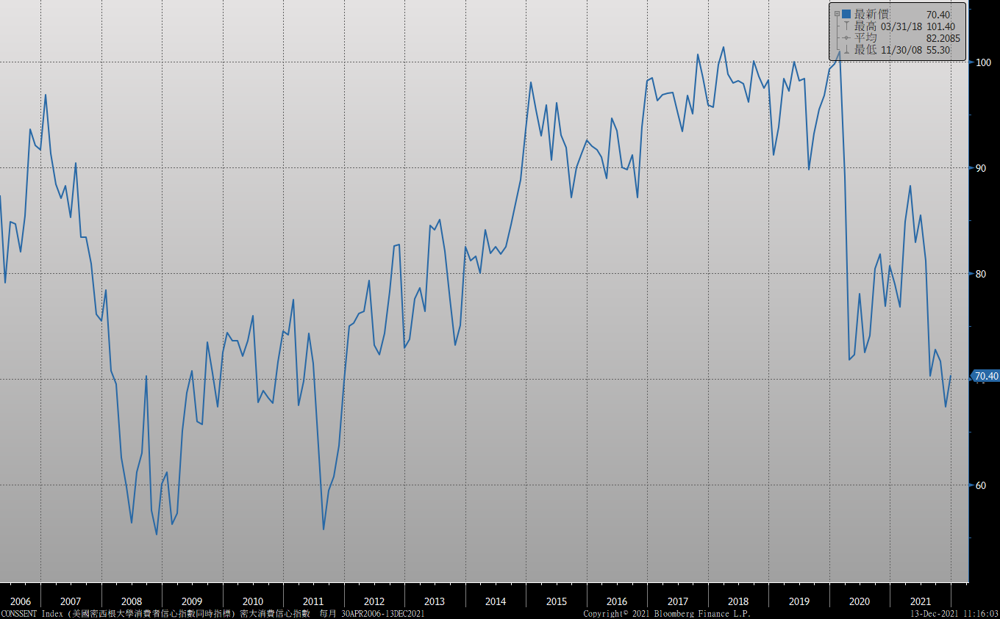 最新價 70.40
最高 03/31/18 101.40
平均 82.2085
最低 11/30/08 55.30
100
90
80
70.40
60
2006 2007 2008 2009 2010 2011 2012 2013 2014 2015 2016 2017 2018 2019 2020 2021
CONSSENT Index (美國密西根大學消費者信心指數同時指標) 密大消費信心指數 每月 30APR2006-13DEC2021 Copyright© 2021 Bloomberg Finance L.P. 13-Dec-2021 11:16:03